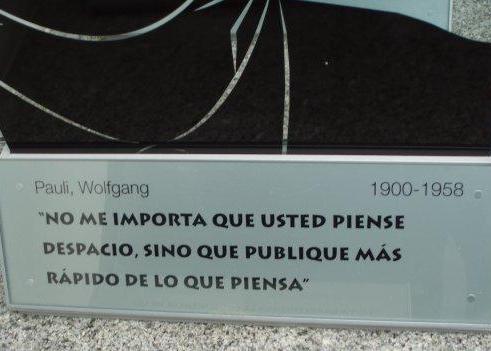 Pauli, Wolfgang 1900-1958
"NO ME IMPORTA QUE USTED PIENSE
DESPACIO, SINO QUE PUBLIQUE MÁS
RÁPIDO DE LO QUE PIENSA"